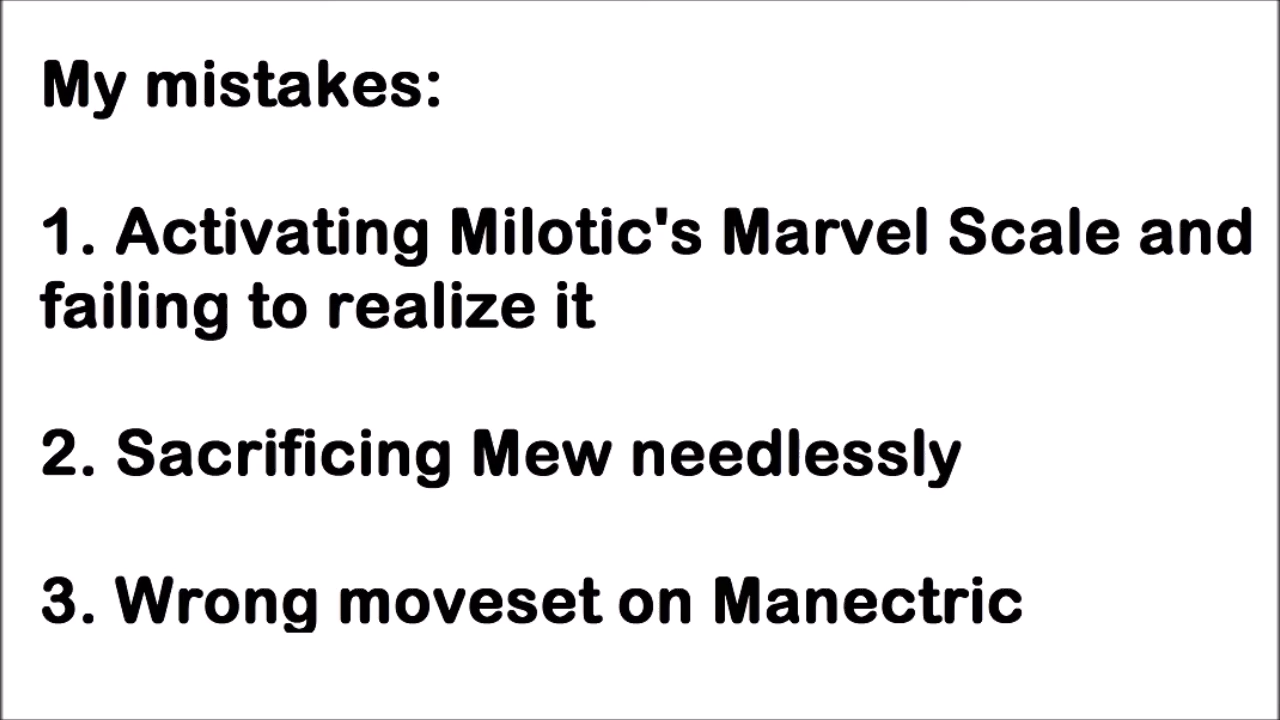 My mistakes:
1. Activating Milotic's Marvel Scale and
failing to realize it
2. Sacrificing Mew needlessly
3. Wrong moveset on Manectric